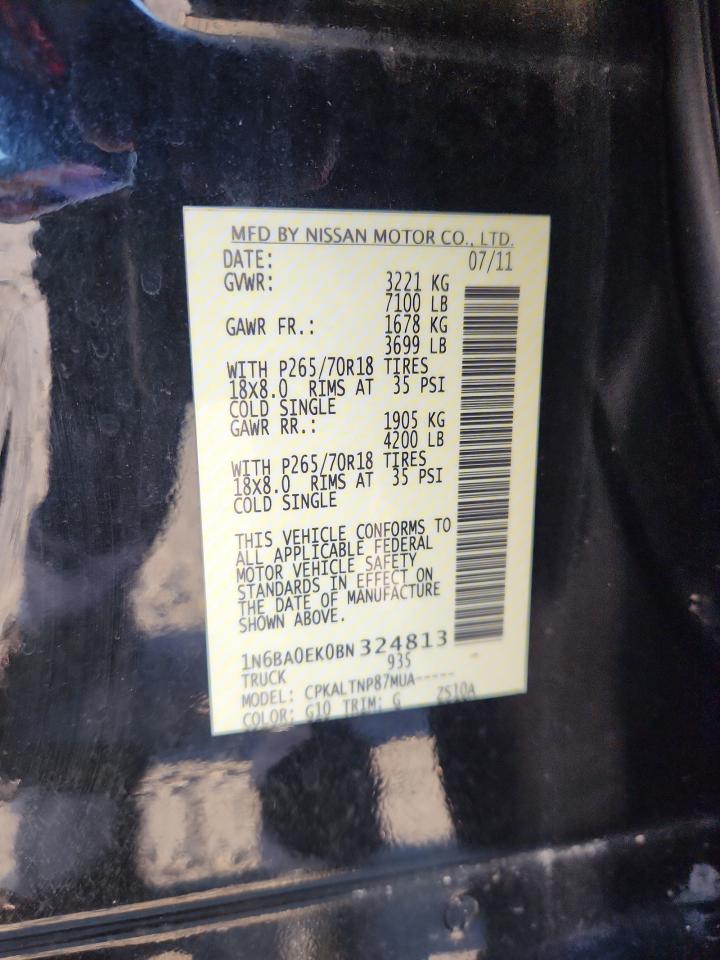 MFD BY NISSAN MOTOR CO., LTD.
DATE: 07/11
GVWR: 3221 KG
7100 LB
GAWR FR.: 1678 KG
3699 LB
WITH P265/70R18 TIRES
18X8.0 RIMS AT 35 PSI
COLD SINGLE
GAWR RR.: 1905 KG
4200 LB
WITH P265/70R18 TIRES
18X8.0 RIMS AT 35 PSI
COLD SINGLE
THIS VEHICLE CONFORMS TO
ALL APPLICABLE FEDERAL
MOTOR VEHICLE SAFETY
STANDARDS IN EFFECT ON
THE DATE OF MANUFACTURE
SHOWN ABOVE.
1N6BA0EK0BN 324813
TRUCK 935
MODEL: CPKALTNP87MUA-----
COLOR: G10 TRIM: G ZS10A